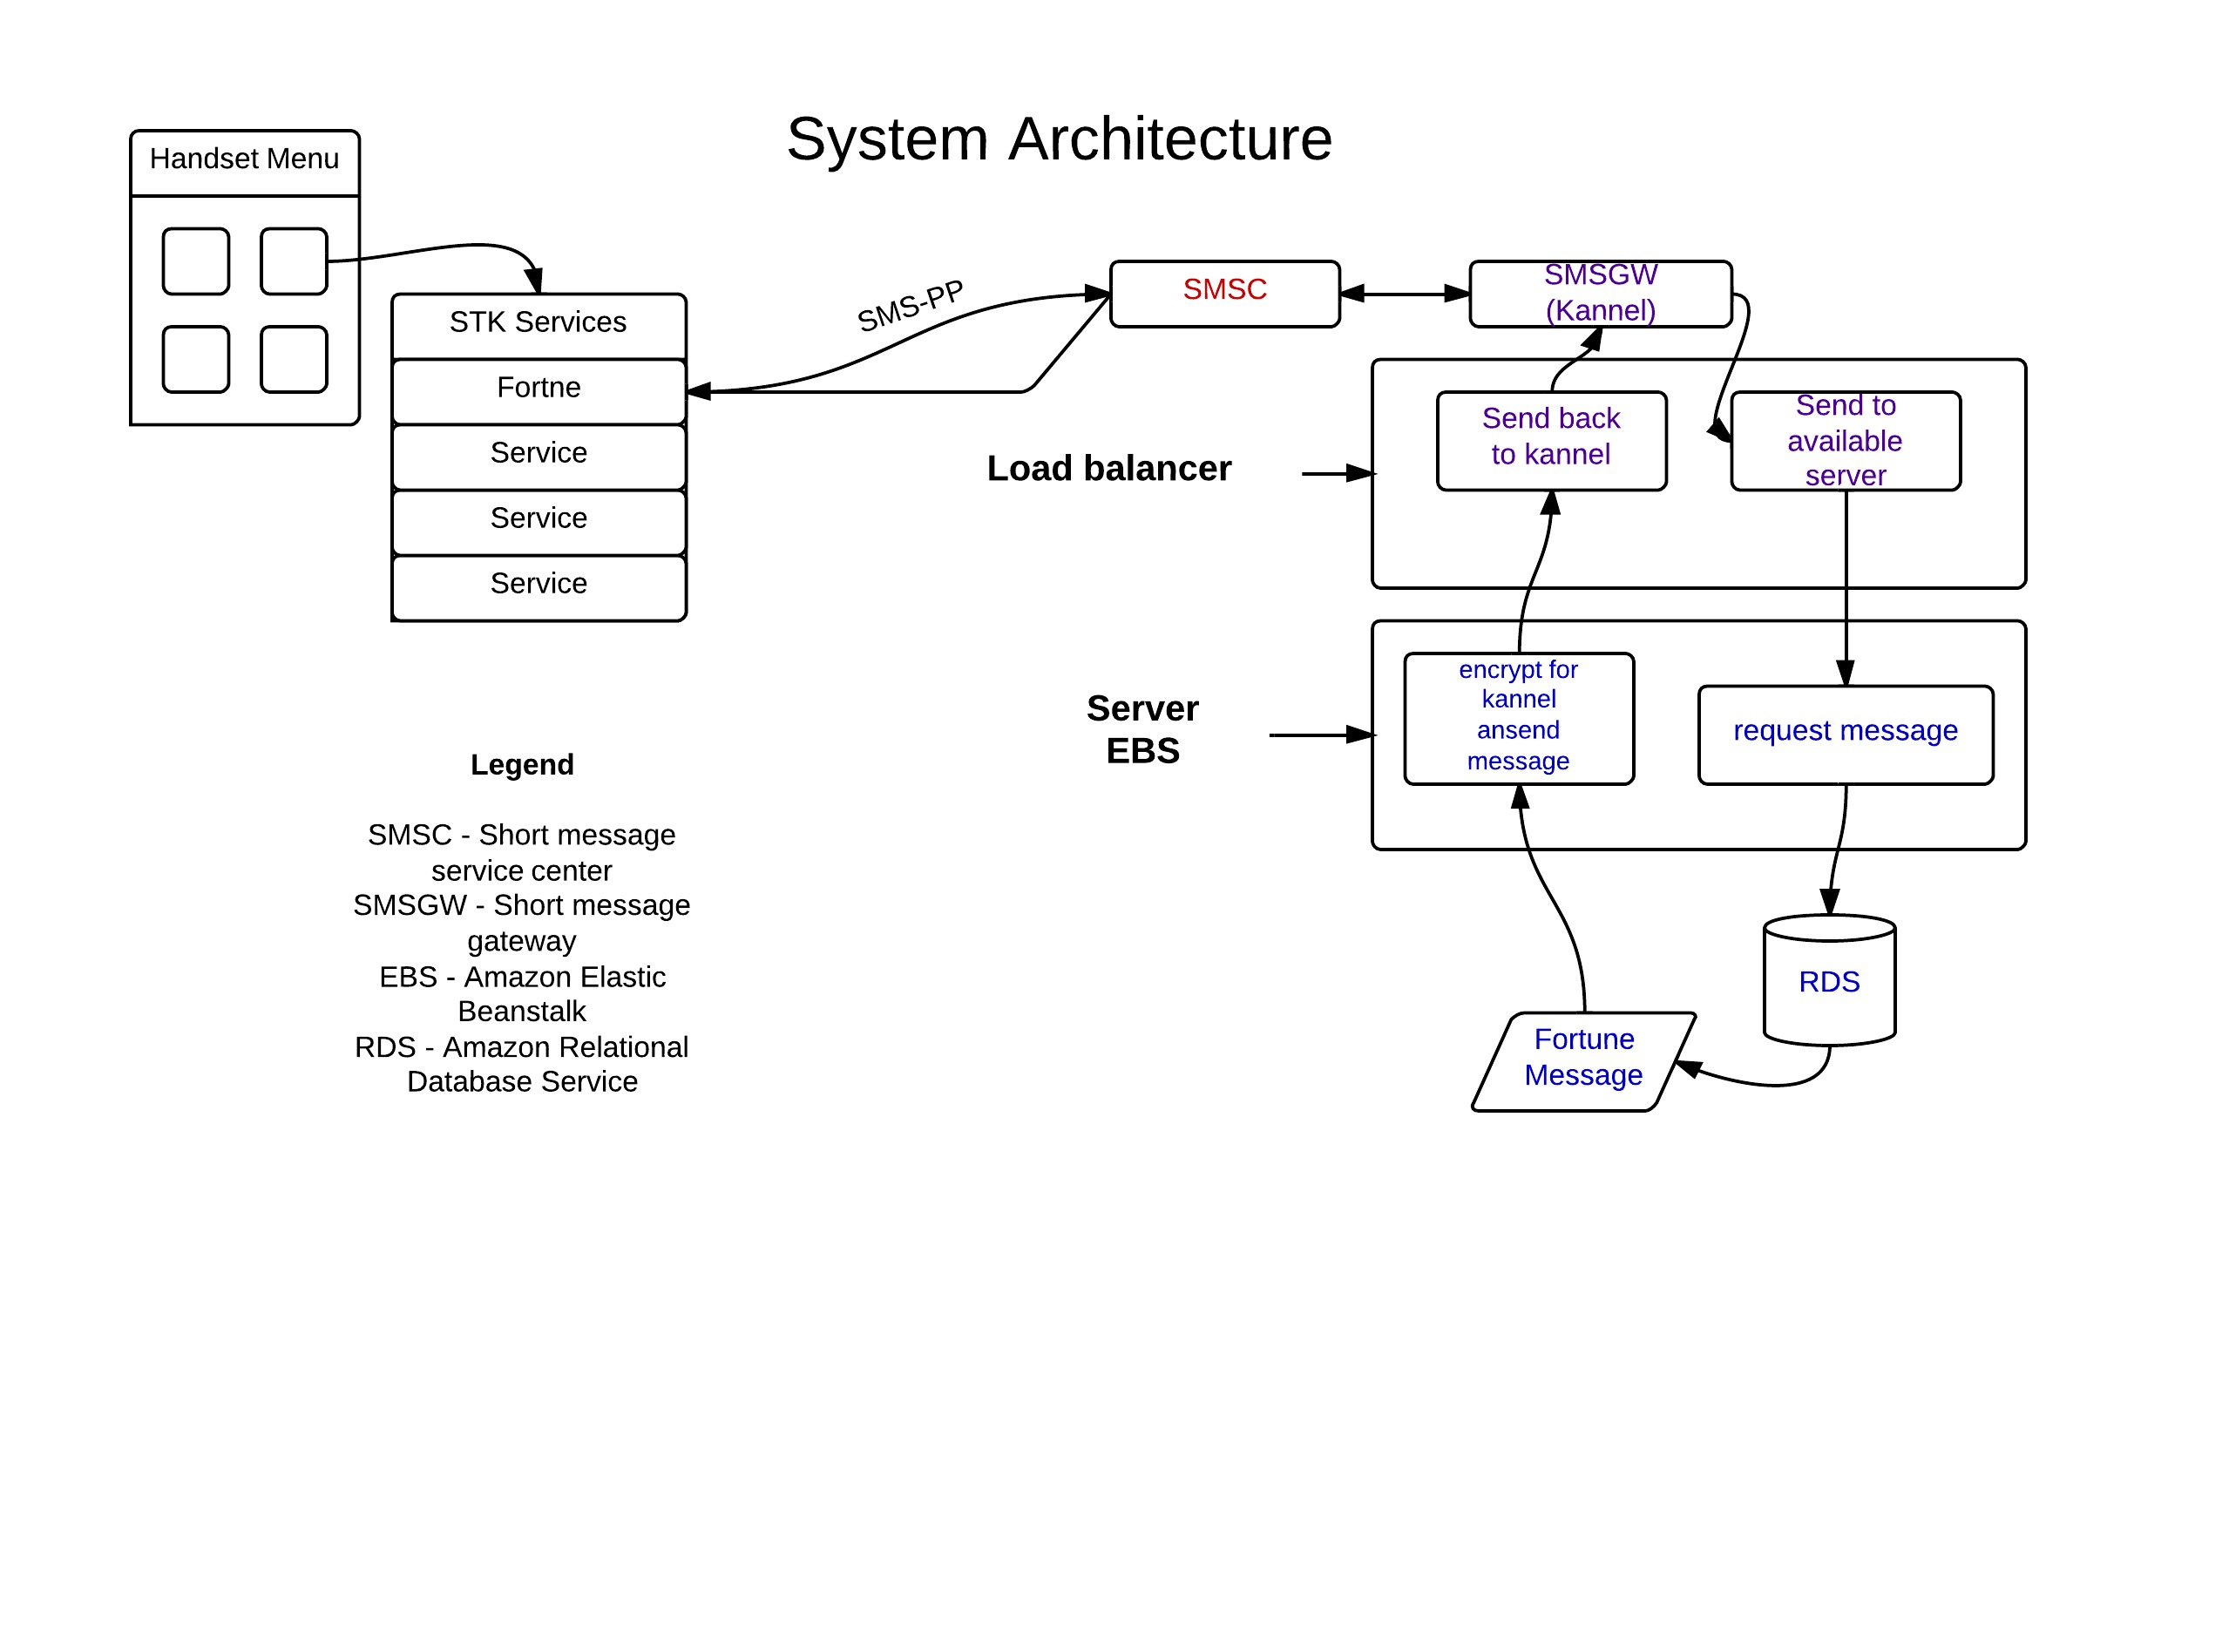 System Architecture
Handset Menu
STK Services
Fortne
Service
Service
Service
SMS-PP
SMSC
SMSGW
(Kannel)
Load balancer
Send back
to kannel
Send to
available
server
Server
EBS
encrypt for
kannel
ansend
message
request message
RDS
Fortune
Message
Legend
SMSC - Short message
service center
SMSGW - Short message
gateway
EBS - Amazon Elastic
Beanstalk
RDS - Amazon Relational
Database Service